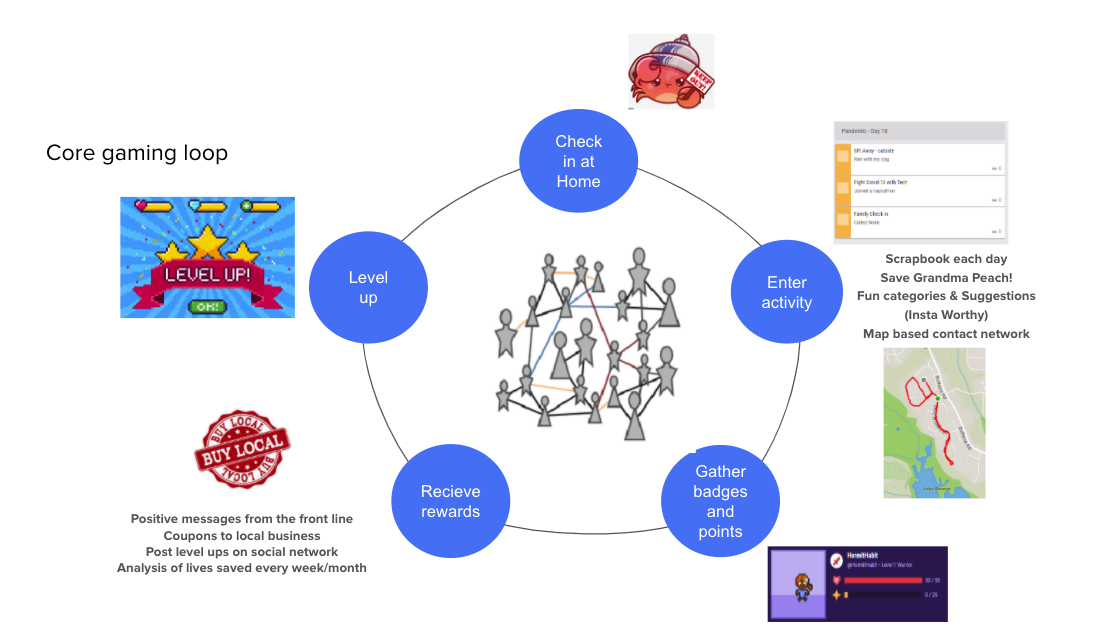 KEEP
OUT!
Core gaming loop
Check
in at
Home
Pandemic - Day 10
GP: Away - outside
Ran with my dog
Fight Covid-19 with Tech
Joined a hackathon
Family Check in
Called Mom
LEVEL UP!
OK!
Level
up
Enter
activity
Scrapbook each day
Save Grandma Peach!
Fun categories & Suggestions
(Insta Worthy)
Map based contact network
BUY LOCAL
BUY LOCAL
BUY LOCAL
Recieve
rewards
Gather
badges
and
points
Positive messages from the front line
Coupons to local business
Post level ups on social network
Analysis of lives saved every week/month
HermitHabit
@HermitHabit - Level 1 Warrior
50 / 50
0 / 25